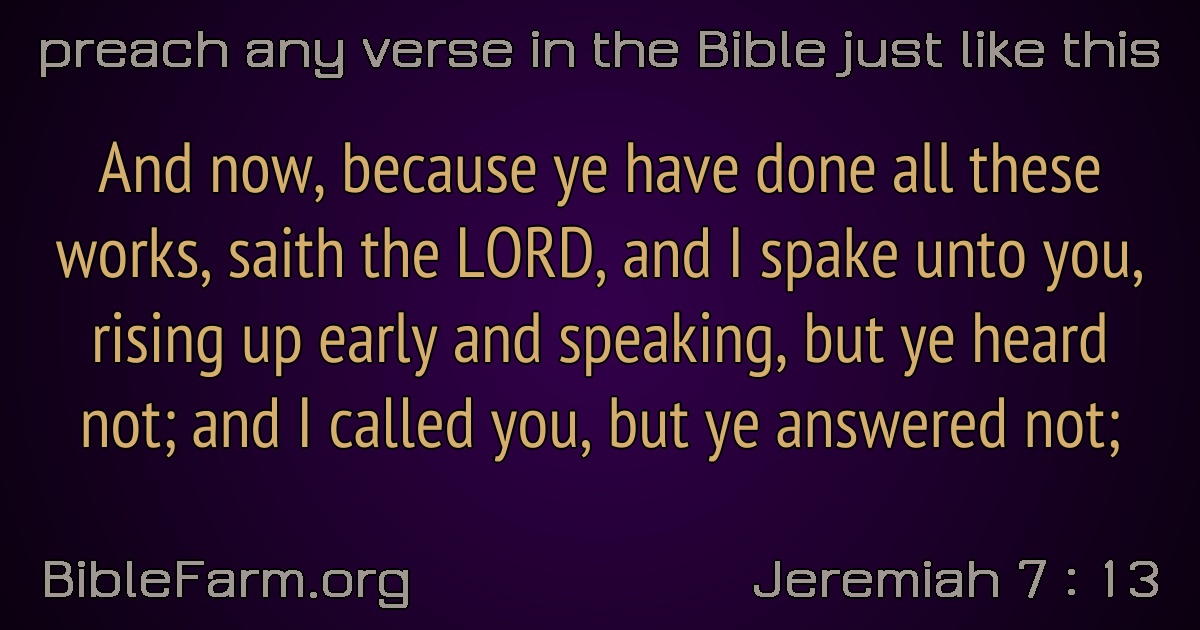 preach any verse in the Bible just like this
And now, because ye have done all these
works, saith the LORD, and I spake unto you,
rising up early and speaking, but ye heard
not; and I called you, but ye answered not;
BibleFarm.org
Jeremiah 7 : 13